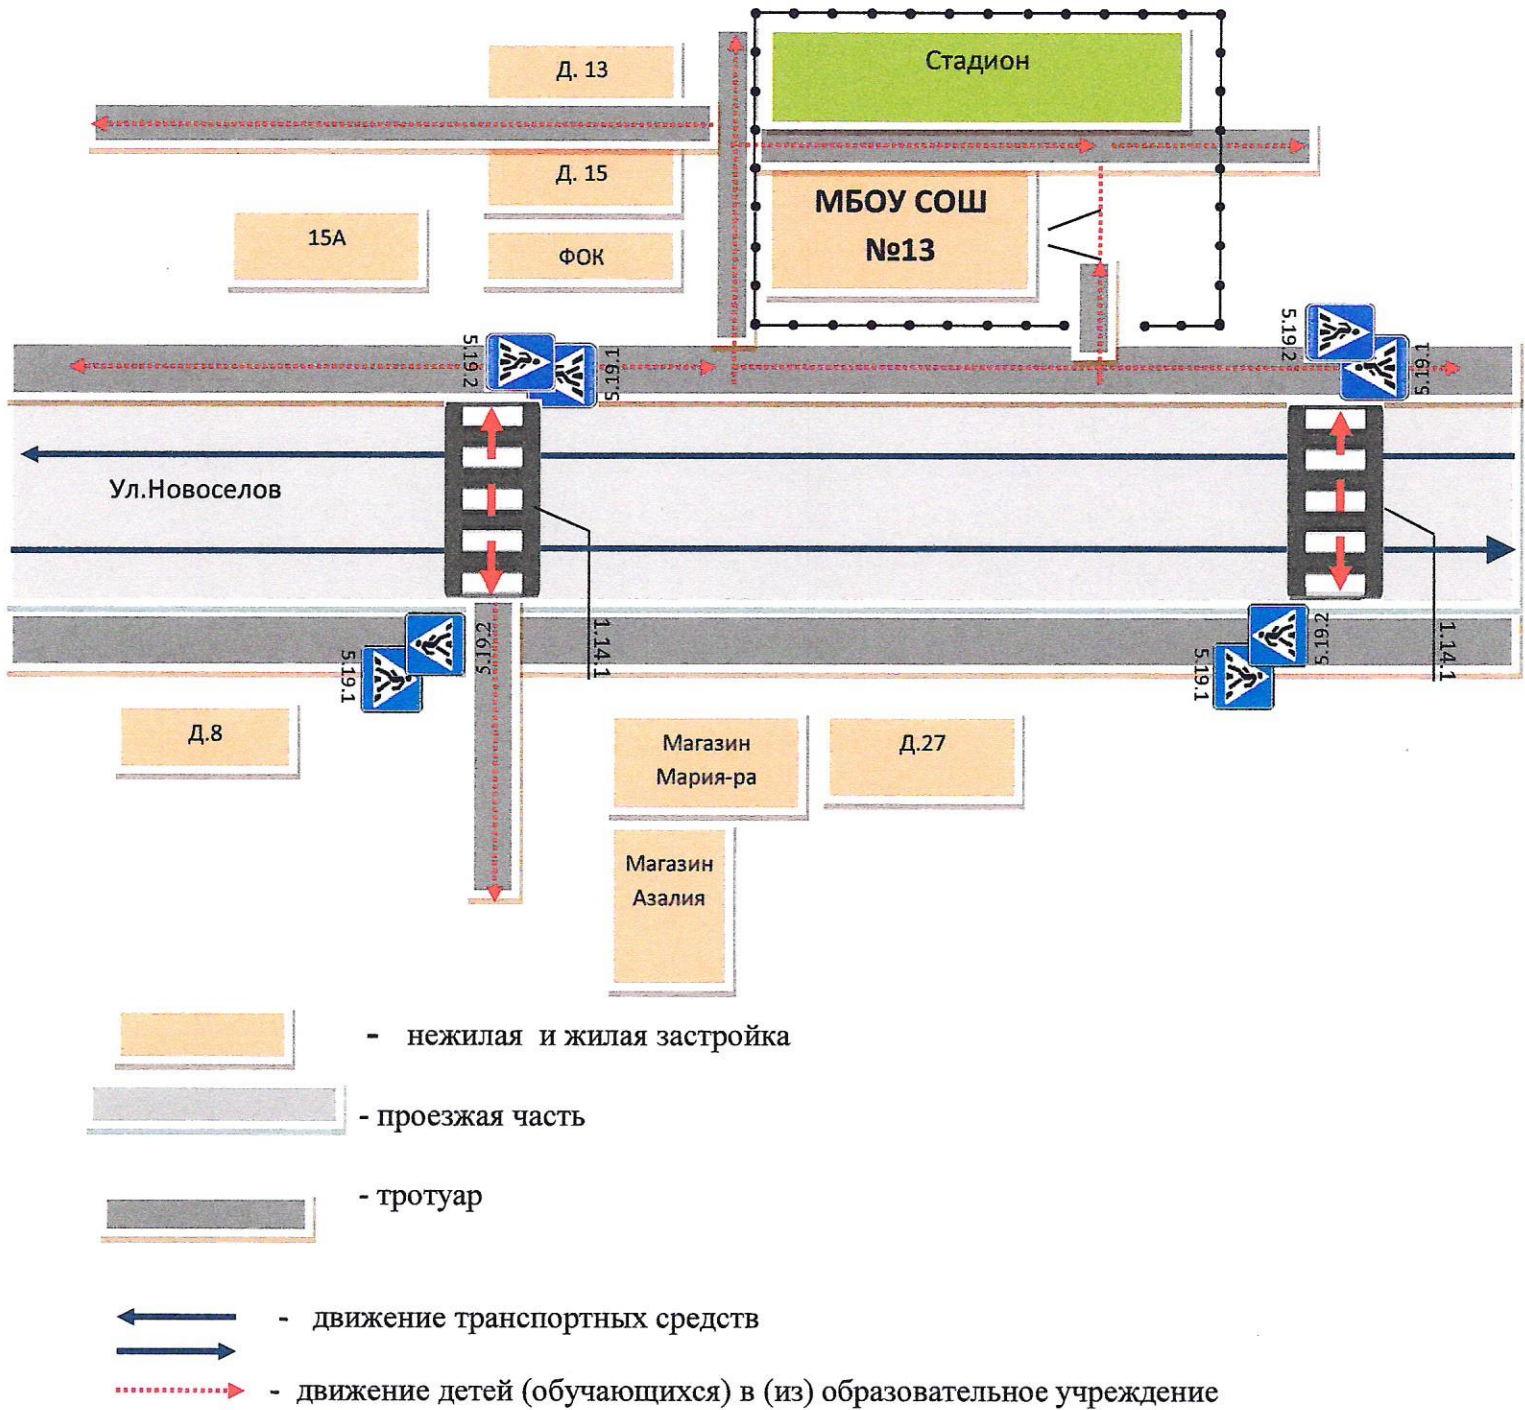 Д. 13
Стадион
Д. 15
МБОУ СОШ
№13
15А
ФОК
5.19.2
5.19.1
5.19.2
5.19.1
Ул.Новоселов
5.19.1
5.19.2
1.14.1
5.19.1
5.19.2
1.14.1
Д.8
Магазин
Мария-ра
Д.27
Магазин
Азалия
- нежилая и жилая застройка
- проезжая часть
- тротуар
- движение транспортных средств
- движение детей (обучающихся) в (из) образовательное учреждение